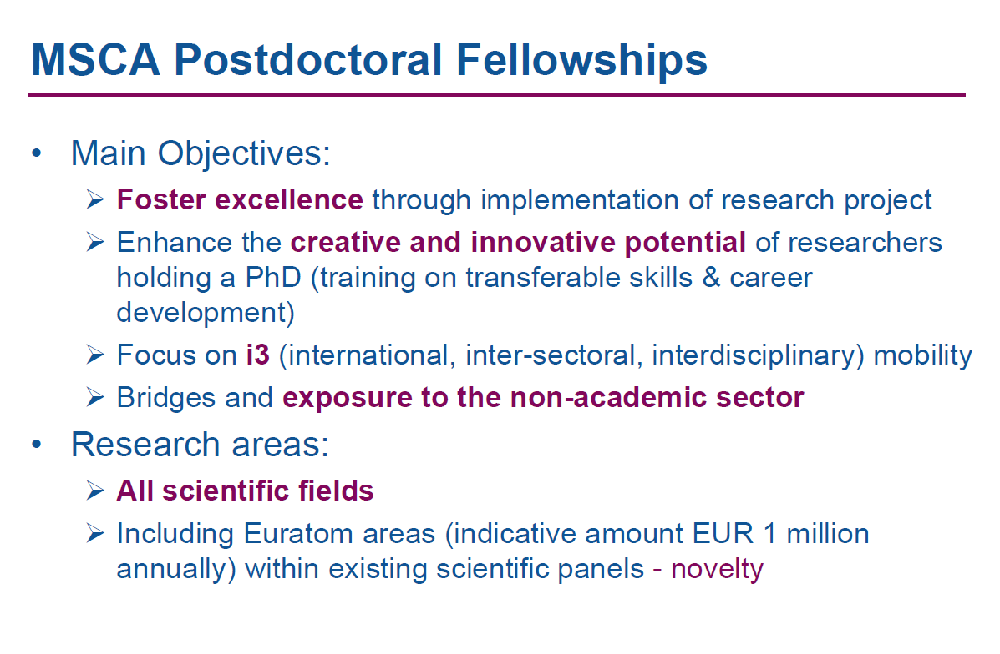 MSCA Postdoctoral Fellowships
• Main Objectives:
➢ Foster excellence through implementation of research project
➢ Enhance the creative and innovative potential of researchers
holding a PhD (training on transferable skills & career
development)
➢ Focus on i3 (international, inter-sectoral, interdisciplinary) mobility
➢ Bridges and exposure to the non-academic sector
• Research areas:
➢ All scientific fields
➢ Including Euratom areas (indicative amount EUR 1 million
annually) within existing scientific panels - novelty